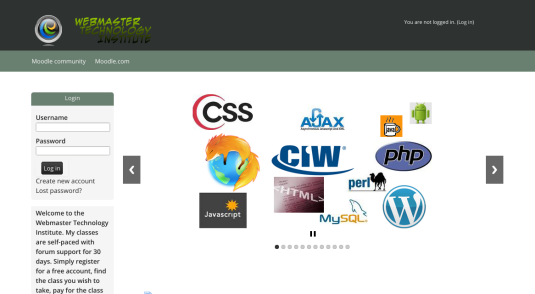 WEBMASTER
TECHNOLOGY
INSTITUTE
You are not logged in. (Log in)
Moodle community Moodle.com
Login
Username
Password
Log in
Create new account
Lost password?
Welcome to the
Webmaster Technology
Institute. My classes
are self-paced with
forum support for 30
days. Simply register
for a free account, find
the class you wish to
take, pay for the class
CSS
AJAX
java
CIW
php
HTML
perl
Javascript
MySQL